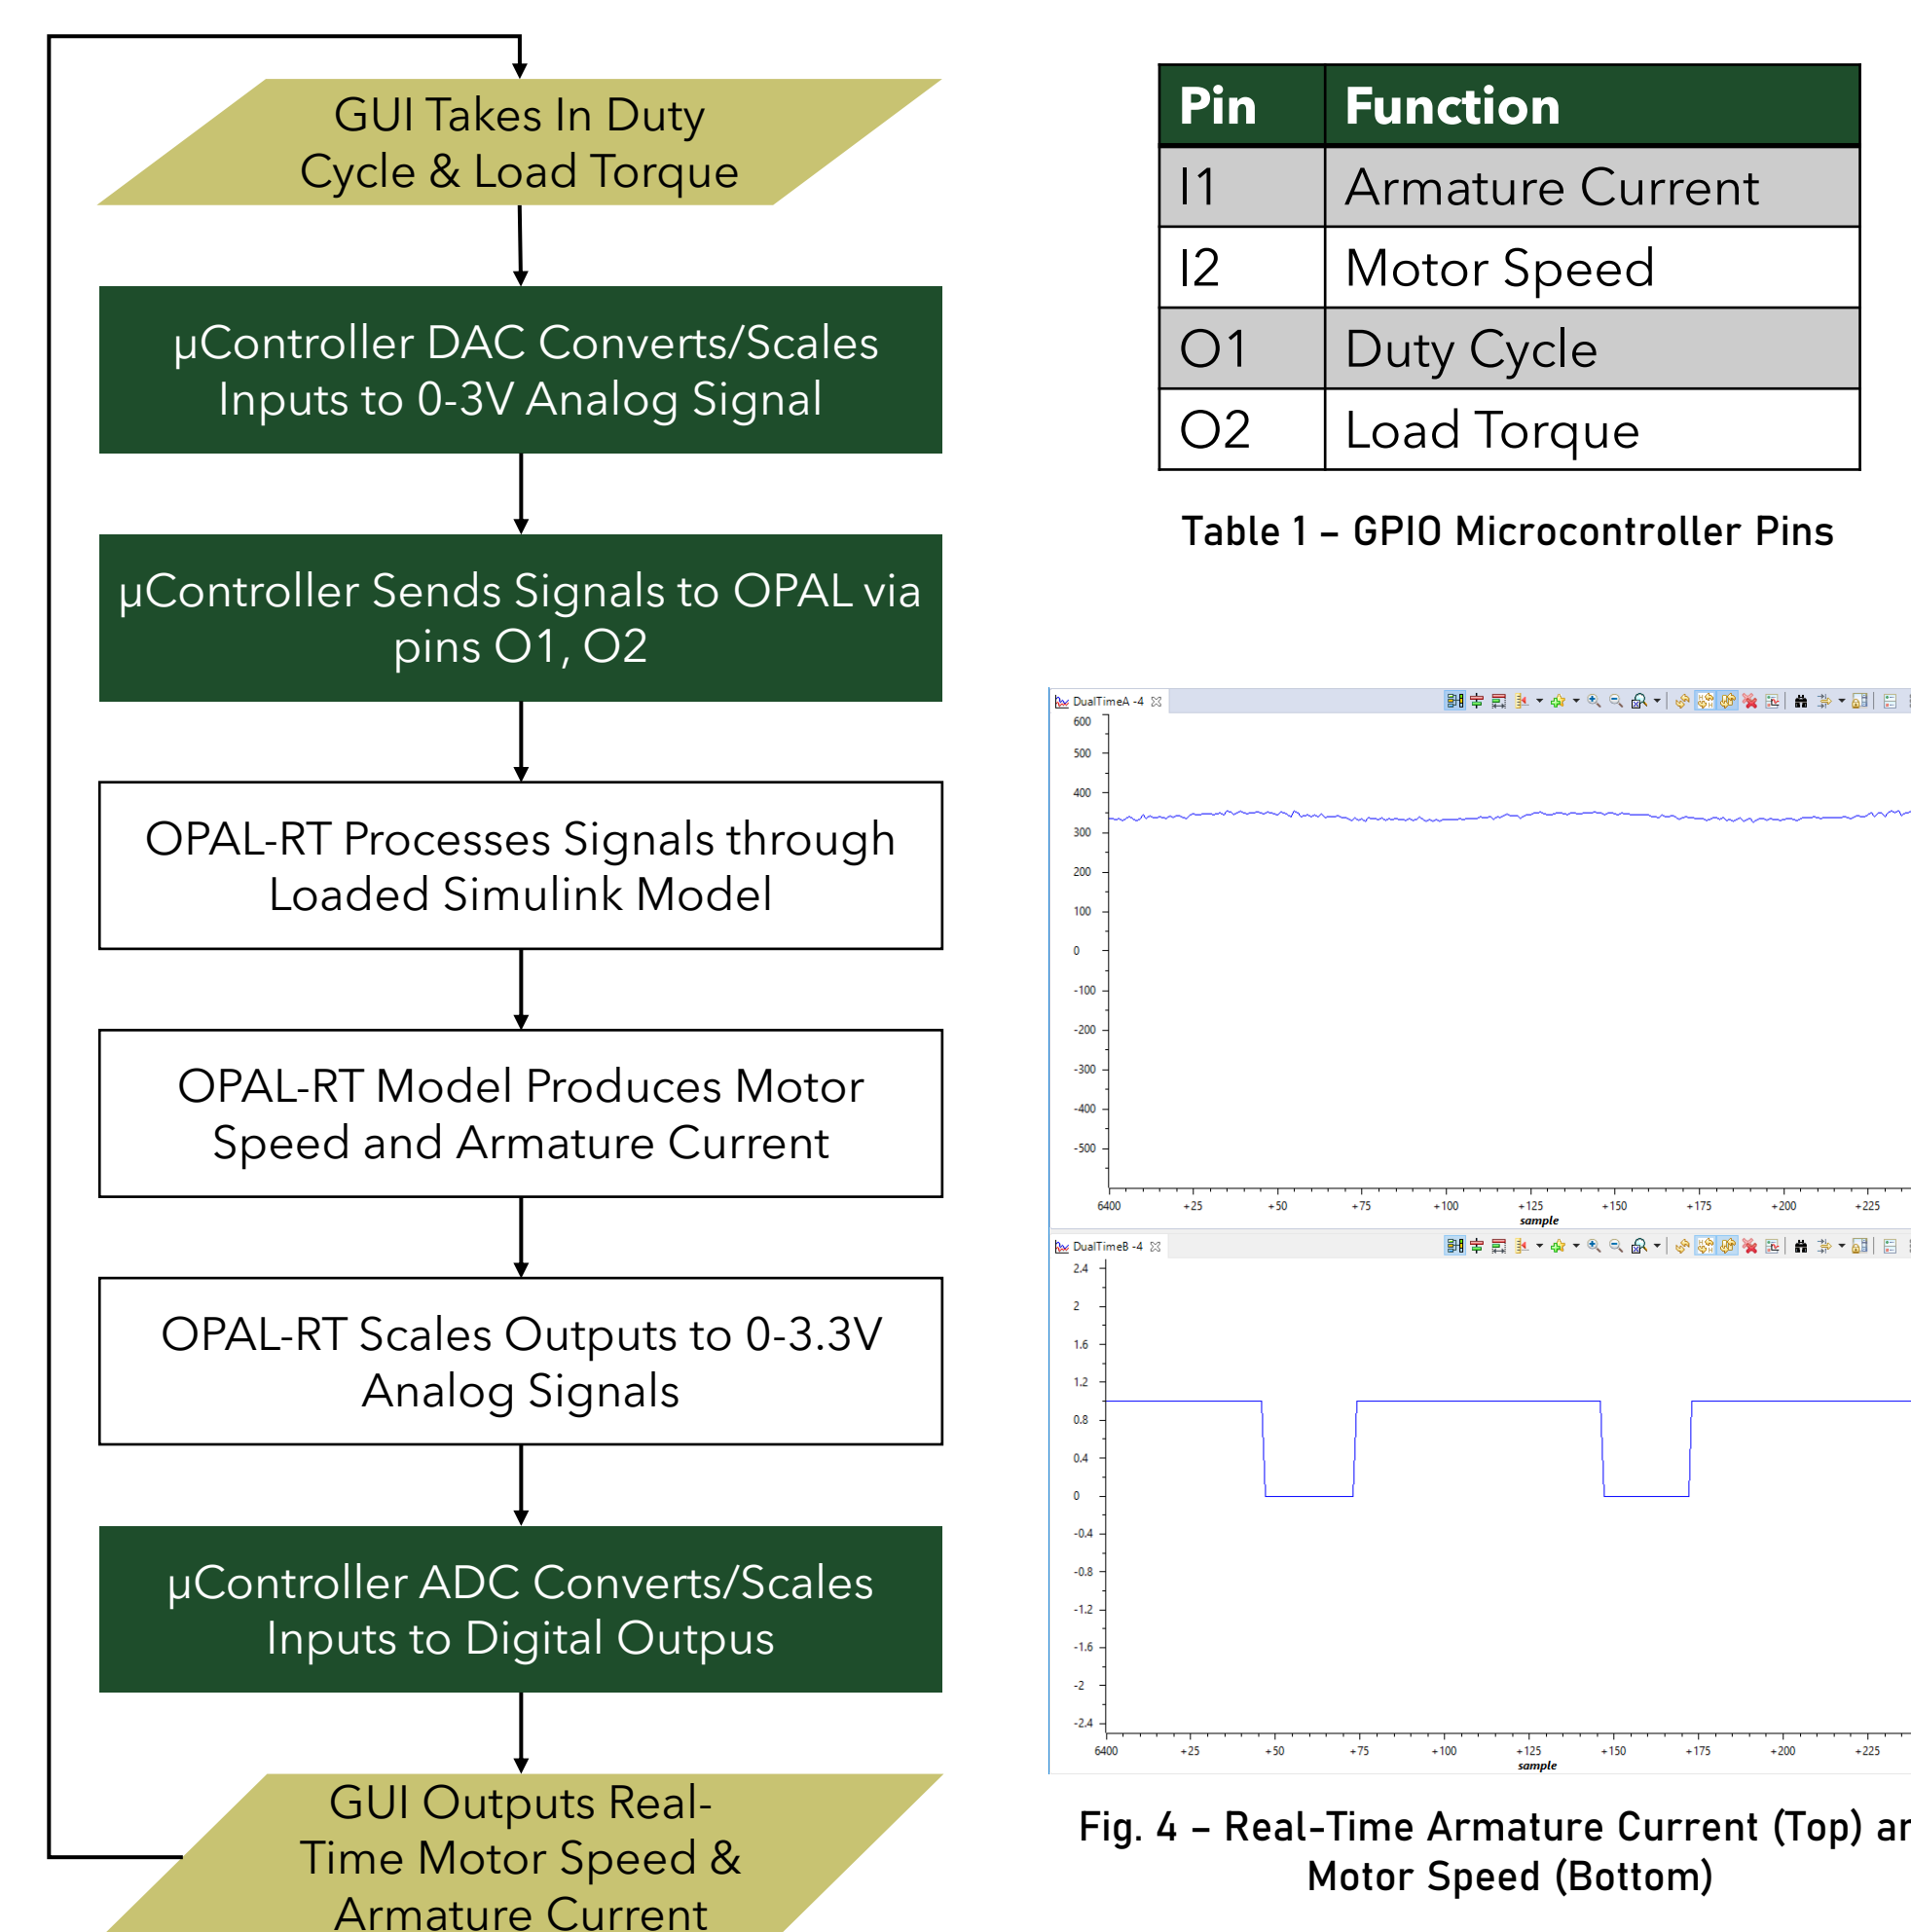 GUI Takes In Duty
Cycle & Load Torque
µController DAC Converts/Scales
Inputs to 0-3V Analog Signal
µController Sends Signals to OPAL via
pins O1, O2
OPAL-RT Processes Signals through
Loaded Simulink Model
OPAL-RT Model Produces Motor
Speed and Armature Current
OPAL-RT Scales Outputs to 0-3.3V
Analog Signals
µController ADC Converts/Scales
Inputs to Digital Outpus
GUI Outputs Real-
Time Motor Speed &
Armature Current
Pin Function
I1 Armature Current
I2 Motor Speed
O1 Duty Cycle
O2 Load Torque
Table 1 – GPIO Microcontroller Pins
DualTimeA -4
600
500
400
300
200
100
0
-100
-200
-300
-400
-500
6400 +25 +50 +75 +100 +125 +150 +175 +200 +225
sample
DualTimeB -4
2.4
2
1.6
1.2
0.8
0.4
0
-0.4
-0.8
-1.2
-1.6
-2
-2.4
6400 +25 +50 +75 +100 +125 +150 +175 +200 +225
sample
Fig. 4 – Real-Time Armature Current (Top)
Motor Speed (Bottom)